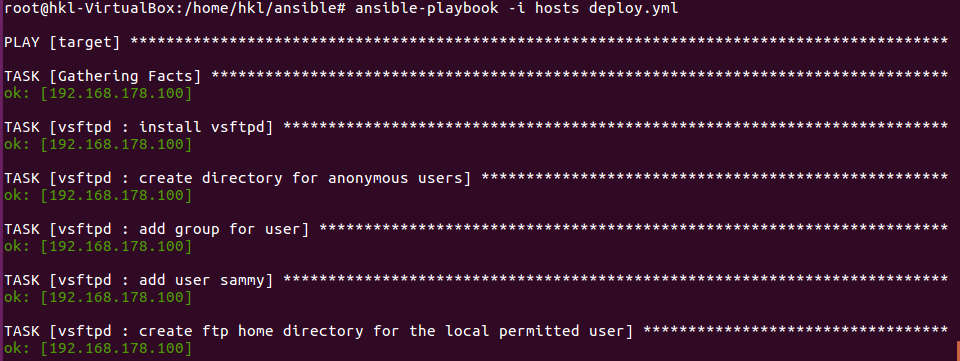 root@hkl-VirtualBox:/home/hkl/ansible# ansible-playbook -i hosts deploy.yml
PLAY [target] *******************************************************************************************
TASK [Gathering Facts] **********************************************************************************
ok: [192.168.178.100]
TASK [vsftpd : install vsftpd] **************************************************************************
ok: [192.168.178.100]
TASK [vsftpd : create directory for anonymous users] ****************************************************
ok: [192.168.178.100]
TASK [vsftpd : add group for user] **********************************************************************
ok: [192.168.178.100]
TASK [vsftpd : add user sammy] **************************************************************************
ok: [192.168.178.100]
TASK [vsftpd : create ftp home directory for the local permitted user] **********************************
ok: [192.168.178.100]